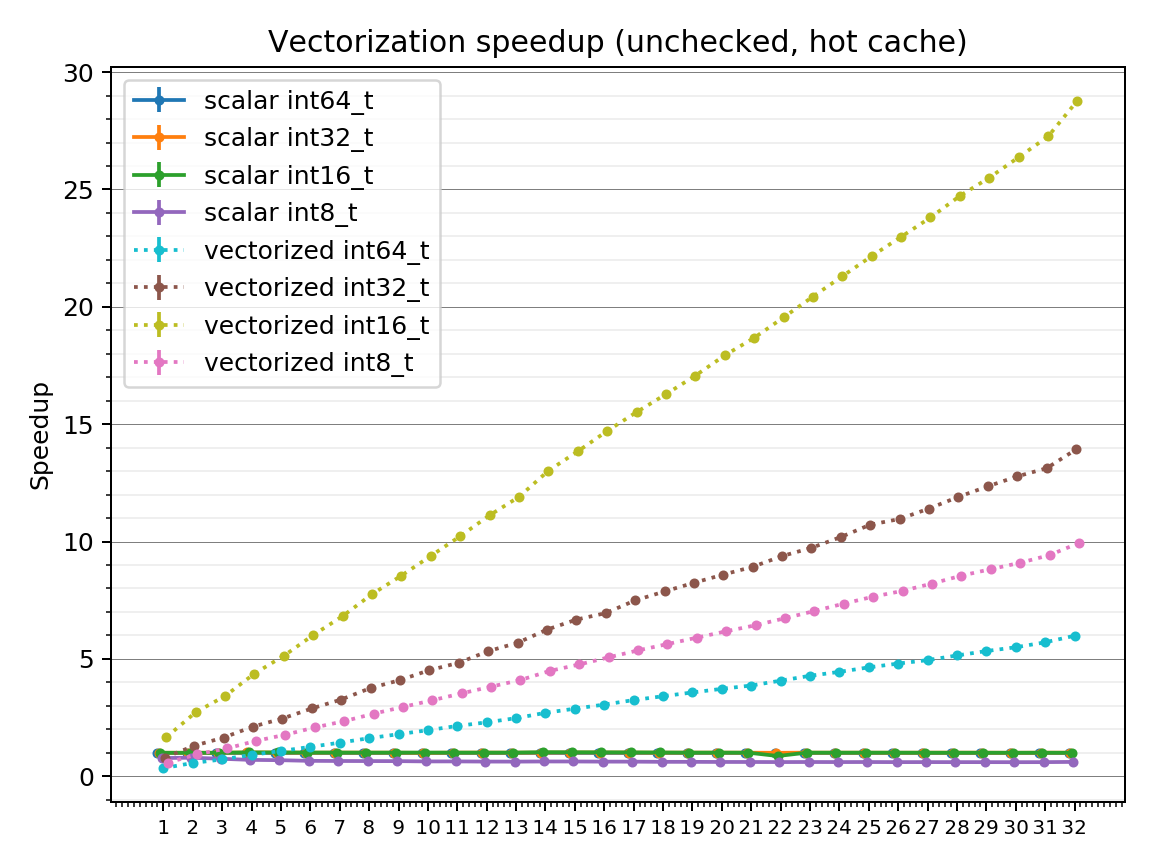 Vectorization speedup (unchecked, hot cache)
30
25
20
15
10
5
0
Speedup
scalar int64_t
scalar int32_t
scalar int16_t
scalar int8_t
vectorized int64_t
vectorized int32_t
vectorized int16_t
vectorized int8_t
1 2 3 4 5 6 7 8 9 10 11 12 13 14 15 16 17 18 19 20 21 22 23 24 25 26 27 28 29 30 31 32